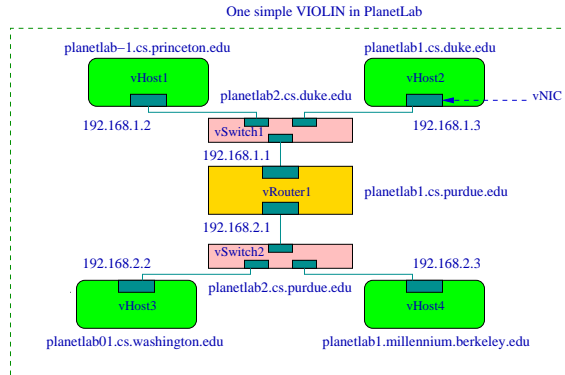 One simple VIOLIN in PlanetLab
planetlab−1.cs.princeton.edu
planetlab1.cs.duke.edu
vHost1
vHost2
planetlab2.cs.duke.edu
vNIC
192.168.1.2
192.168.1.3
vSwitch1
192.168.1.1
vRouter1
planetlab1.cs.purdue.edu
192.168.2.1
vSwitch2
192.168.2.2
192.168.2.3
planetlab2.cs.purdue.edu
vHost3
vHost4
planetlab01.cs.washington.edu
planetlab1.millennium.berkeley.edu